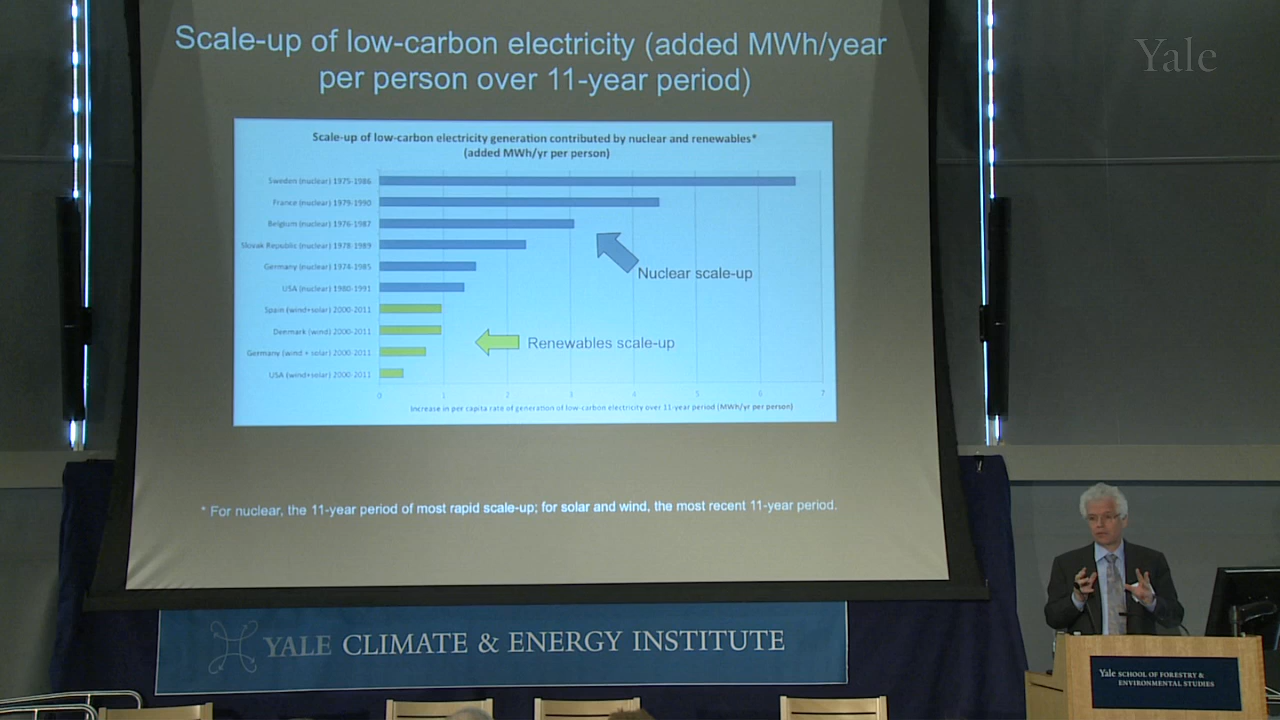 Scale-up of low-carbon electricity (added MWh/year
per person over 11-year period)
Yale
Scale-up of low-carbon electricity generation contributed by nuclear and renewables*
(added MWh/yr per person)
Sweden (nuclear) 1975-1986
France (nuclear) 1979-1990
Belgium (nuclear) 1976-1987
Slovak Republic (nuclear) 1978-1989
Germany (nuclear) 1974-1985
USA (nuclear) 1980-1991
Spain (wind+solar) 2000-2011
Denmark (wind) 2000-2011
Germany (wind + solar) 2000-2011
USA (wind+solar) 2000-2011
Nuclear scale-up
Renewables scale-up
0 1 2 3 4 5 6 7
Increase in per capita rate of generation of low-carbon electricity over 11-year period (MWh/yr per person)
* For nuclear, the 11-year period of most rapid scale-up; for solar and wind, the most recent 11-year period.
YALE CLIMATE & ENERGY INSTITUTE
Yale SCHOOL OF FORESTRY &
ENVIRONMENTAL STUDIES